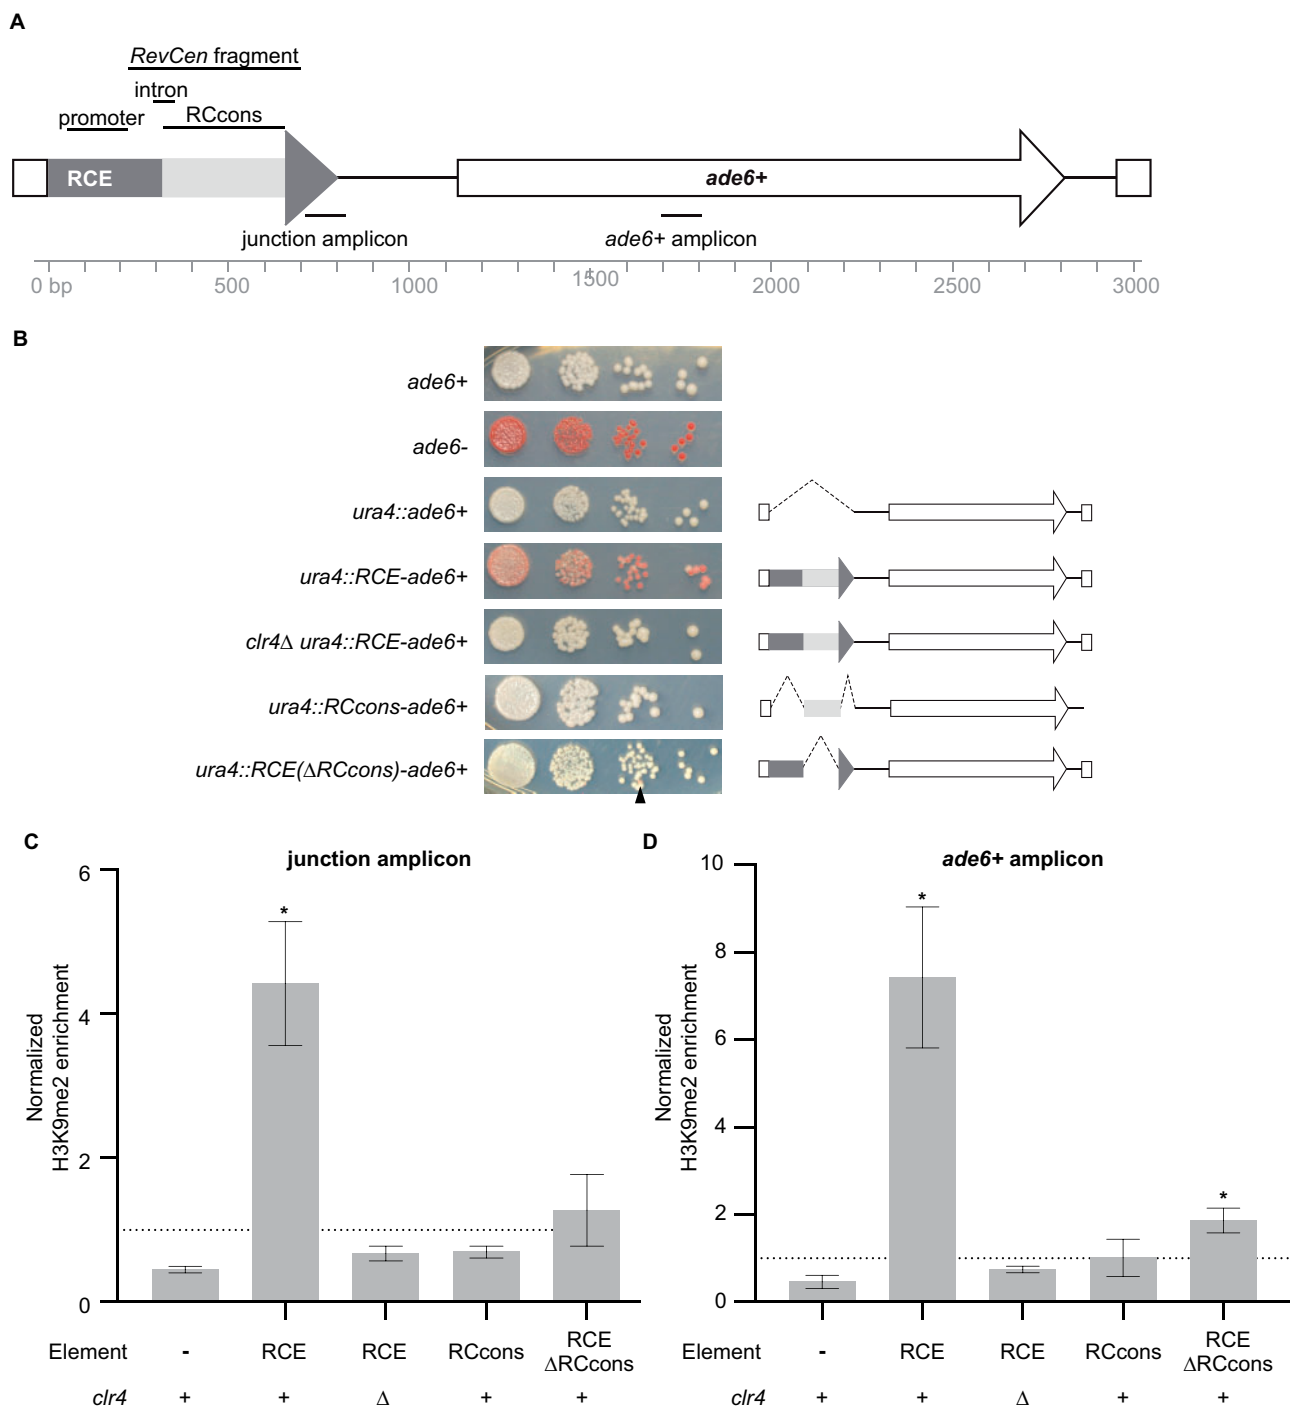 A
RevCen fragment
intron
promoter
RCcons
RCE
ade6+
junction amplicon
ade6+ amplicon
0 bp 500 1000 1500 2000 2500 3000
B
ade6+
ade6-
ura4::ade6+
ura4::RCE-ade6+
clr4Δ ura4::RCE-ade6+
ura4::RCcons-ade6+
ura4::RCE(ΔRCcons)-ade6+
C
junction amplicon
Normalized
H3K9me2 enrichment
6
4
2
0
*
Element - RCE RCE RCcons RCE
ΔRCcons
clr4 + + Δ + +
D
ade6+ amplicon
Normalized
H3K9me2 enrichment
10
8
6
4
2
0
*
*
Element - RCE RCE RCcons RCE
ΔRCcons
clr4 + + Δ + +